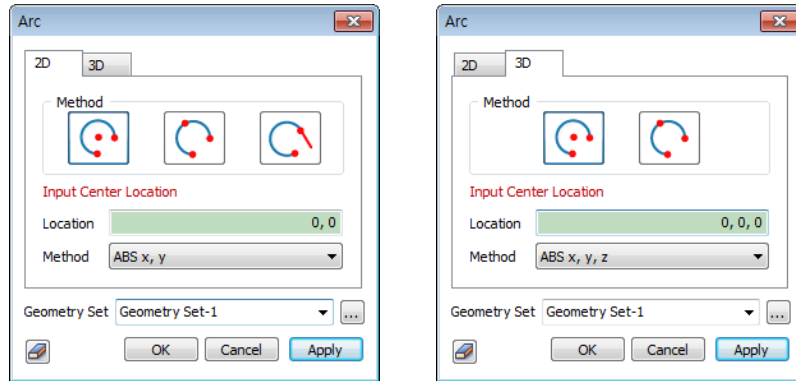 Arc
2D 3D
Method
Input Center Location
Location 0, 0
Method ABS x, y
Geometry Set Geometry Set-1 ...
OK Cancel Apply
Arc
2D 3D
Method
Input Center Location
Location 0, 0, 0
Method ABS x, y, z
Geometry Set Geometry Set-1 ...
OK Cancel Apply